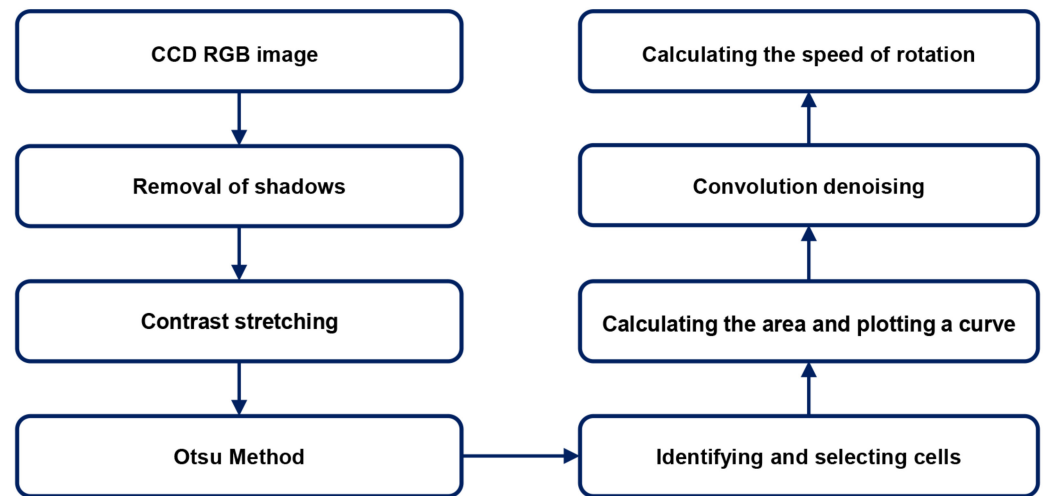 CCD RGB image
Removal of shadows
Contrast stretching
Otsu Method
Identifying and selecting cells
Calculating the area and plotting a curve
Convolution denoising
Calculating the speed of rotation